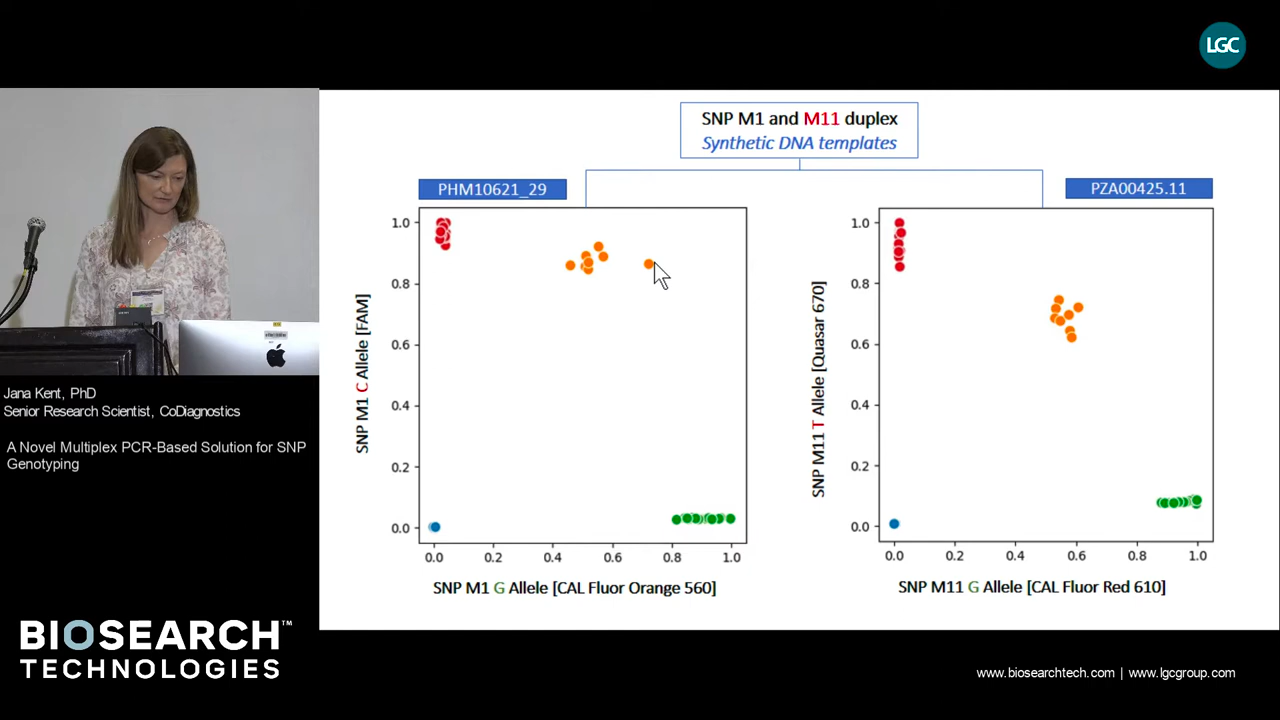 LGC
SNP M1 and M11 duplex
Synthetic DNA templates
PHM10621_29
PZA00425.11
1.0
0.8
0.6
0.4
0.2
0.0
SNP M1 C Allele [FAM]
0.0 0.2 0.4 0.6 0.8 1.0
SNP M1 G Allele [CAL Fluor Orange 560]
1.0
0.8
0.6
0.4
0.2
0.0
SNP M11 T Allele [Quasar 670]
0.0 0.2 0.4 0.6 0.8 1.0
SNP M11 G Allele [CAL Fluor Red 610]
Jana Kent, PhD
Senior Research Scientist, CoDiagnostics
A Novel Multiplex PCR-Based Solution for SNP
Genotyping
BIOSEARCH™
TECHNOLOGIES
www.biosearchtech.com | www.lgcgroup.com